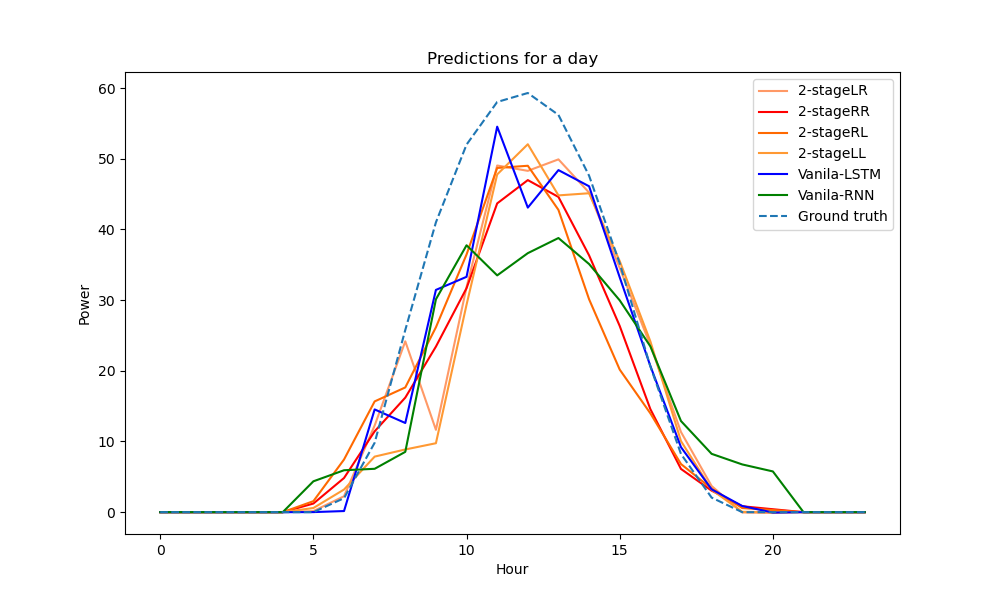 Predictions for a day
60
50
40
30
20
10
0
Power
0 5 10 15 20
Hour
2-stageLR
2-stageRR
2-stageRL
2-stageLL
Vanila-LSTM
Vanila-RNN
Ground truth